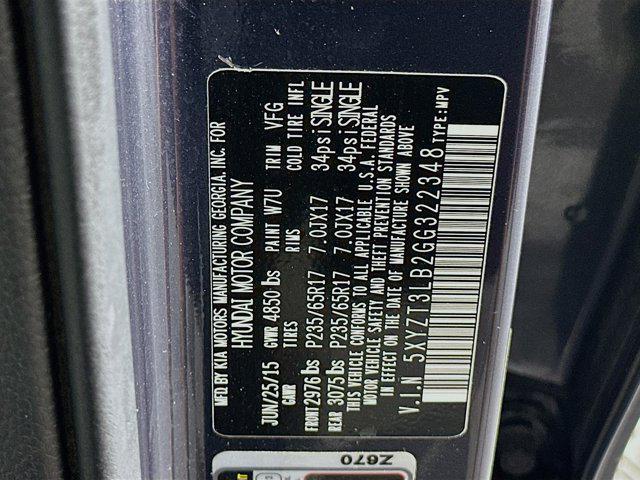 MFD BY KIA MOTORS MANUFACTURING GEORGIA, INC. FOR
HYUNDAI MOTOR COMPANY
JUN/25/15 GVWR 4850 lbs PAINT W7U TRIM VFG
GAWR TIRES RIMS COLD TIRE INFL
FRONT 2976 lbs P235/65R17 7.0JX17 34psi SINGLE
REAR 3075 lbs P235/65R17 7.0JX17 34psi SINGLE
THIS VEHICLE CONFORMS TO ALL APPLICABLE U.S.A. FEDERAL
MOTOR VEHICLE SAFETY AND THEFT PREVENTION STANDARDS
IN EFFECT ON THE DATE OF MANUFACTURE SHOWN ABOVE
V.I.N 5XYZT3LB2GG322348 TYPE:MPV
Z670